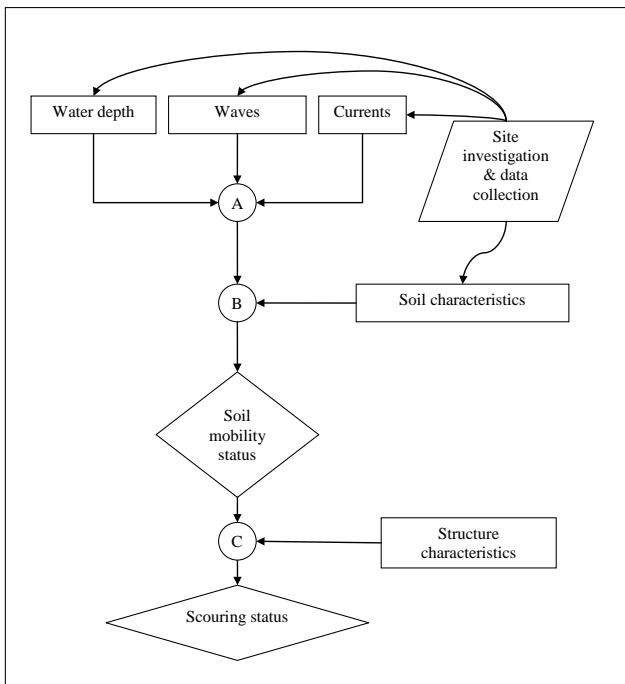 Water depth
Waves
Currents
Site
investigation
& data
collection
A
B
Soil characteristics
Soil
mobility
status
C
Structure
characteristics
Scouring status